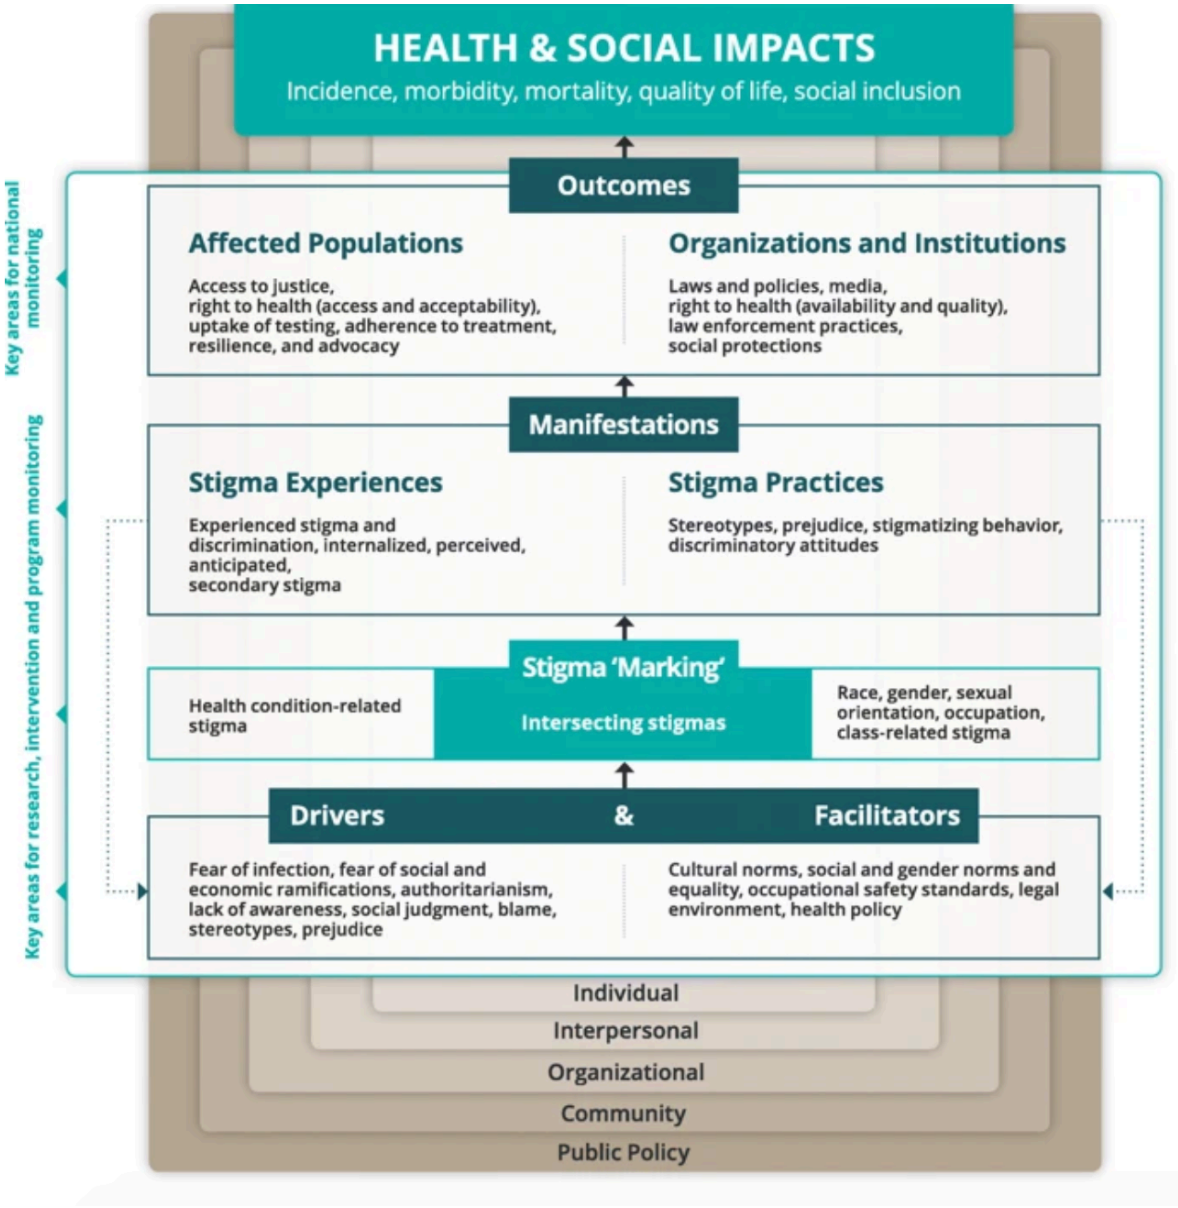 HEALTH & SOCIAL IMPACTS
Incidence, morbidity, mortality, quality of life, social inclusion
Key areas for national
monitoring
Outcomes
Affected Populations
Access to justice,
right to health (access and acceptability),
uptake of testing, adherence to treatment,
resilience, and advocacy
Organizations and Institutions
Laws and policies, media,
right to health (availability and quality),
law enforcement practices,
social protections
Key areas for research, intervention and program monitoring
Manifestations
Stigma Experiences
Experienced stigma and
discrimination, internalized, perceived,
anticipated,
secondary stigma
Stigma Practices
Stereotypes, prejudice, stigmatizing behavior,
discriminatory attitudes
Stigma ‘Marking’
Health condition-related
stigma
Intersecting stigmas
Race, gender, sexual
orientation, occupation,
class-related stigma
Drivers & Facilitators
Fear of infection, fear of social and
economic ramifications, authoritarianism,
lack of awareness, social judgment, blame,
stereotypes, prejudice
Cultural norms, social and gender norms and
equality, occupational safety standards, legal
environment, health policy
Individual
Interpersonal
Organizational
Community
Public Policy